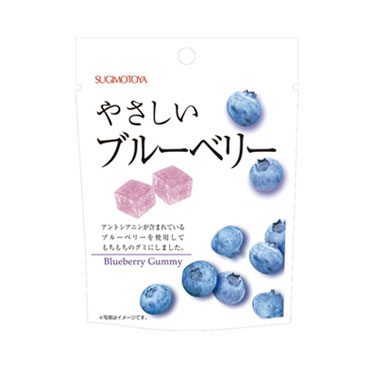 SUGIMOTOYA
やさしい
ブルーベリー
アントシアニンが含まれている
ブルーベリーを使用して
もちもちのグミにしました。
Blueberry Gummy
※写真はイメージです。